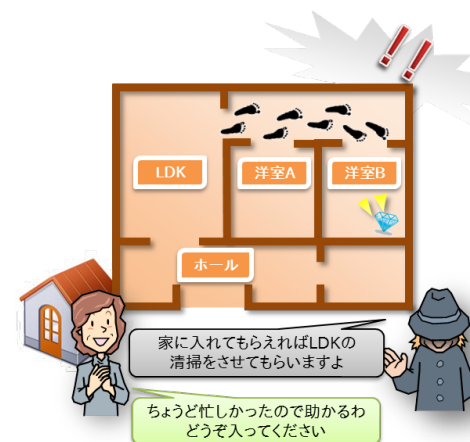 LDK
洋室A
洋室B
ホール
家に入れてもらえればLDKの
清掃をさせてもらいますよ
ちょうど忙しかったので助かるわ
どうぞ入ってください